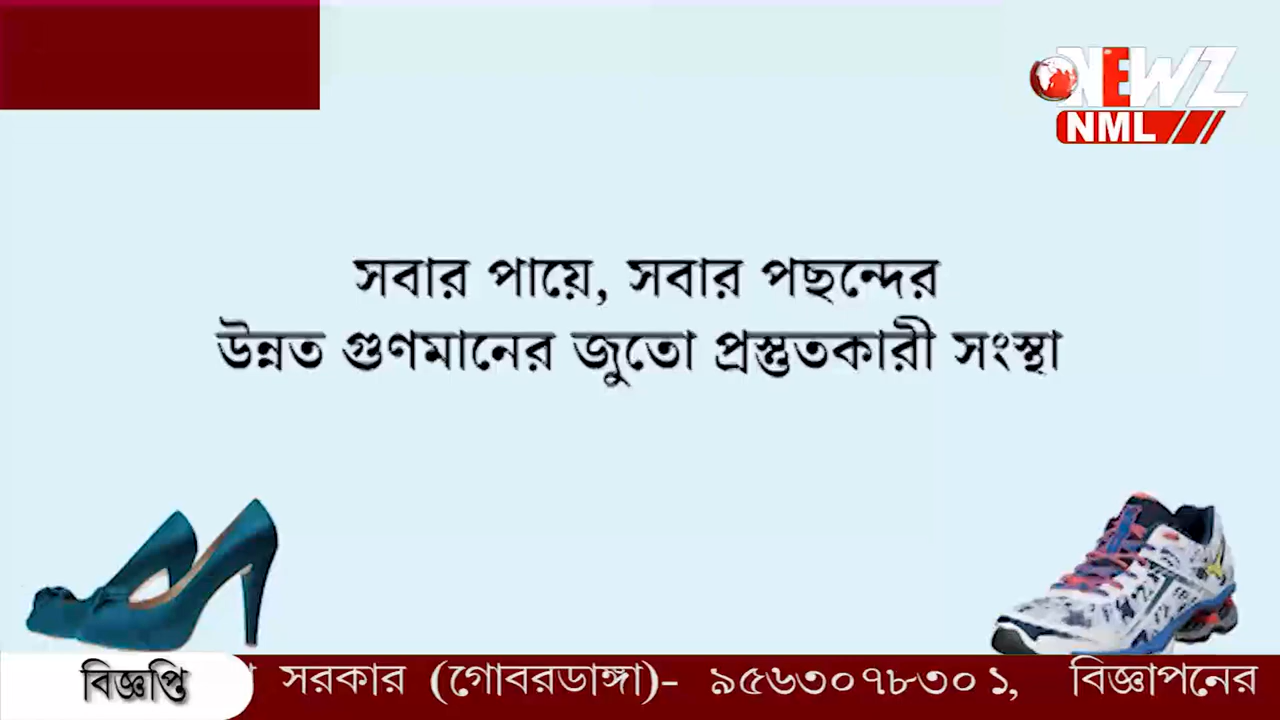 NEWZ
NML
সবার পায়ে, সবার পছন্দের
উন্নত গুণমানের জুতো প্রস্তুতকারী সংস্থা
বিজ্ঞপ্তি
সরকার (গোবরডাঙ্গা)- ৯৫৬৩০৭৮৩০১, বিজ্ঞাপনের